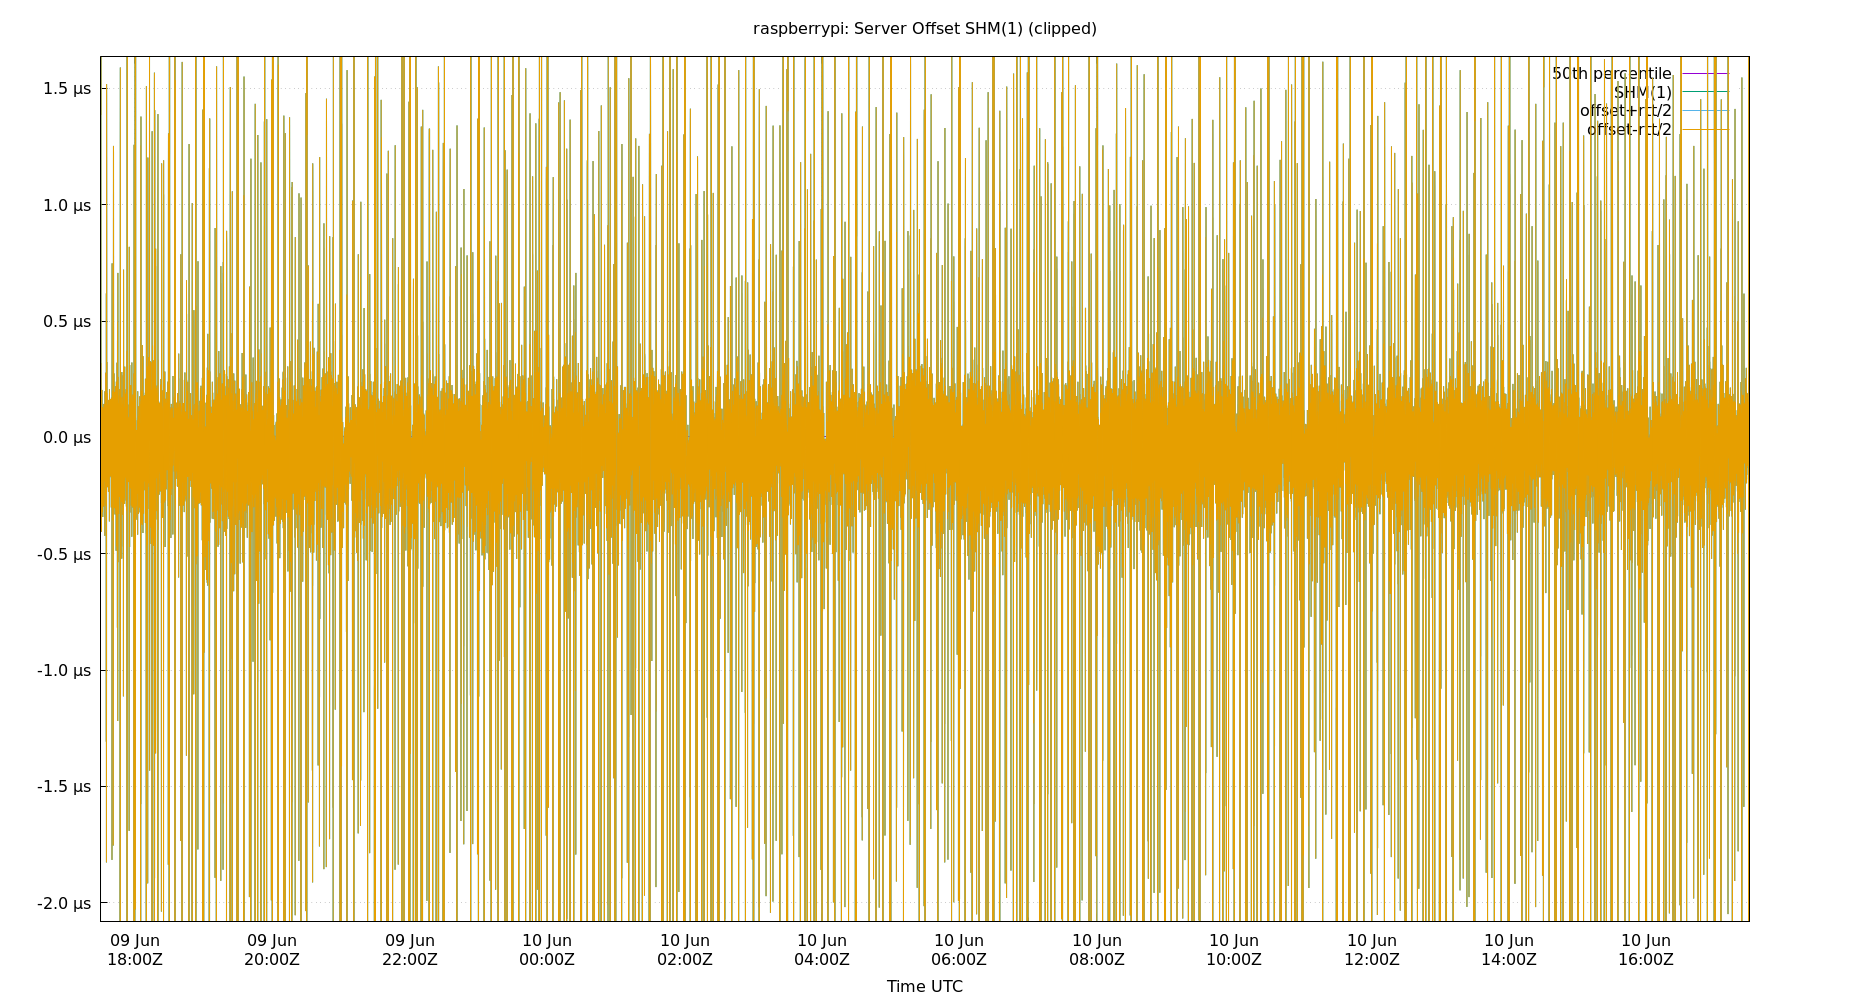 raspberrypi: Server Offset SHM(1) (clipped)
50th percentile
SHM(1)
offset+rtt/2
offset-rtt/2
1.5 µs
1.0 µs
0.5 µs
0.0 µs
-0.5 µs
-1.0 µs
-1.5 µs
-2.0 µs
09 Jun 09 Jun 09 Jun 10 Jun 10 Jun 10 Jun 10 Jun 10 Jun 10 Jun 10 Jun 10 Jun 10 Jun
18:00Z 20:00Z 22:00Z 00:00Z 02:00Z 04:00Z 06:00Z 08:00Z 10:00Z 12:00Z 14:00Z 16:00Z
Time UTC